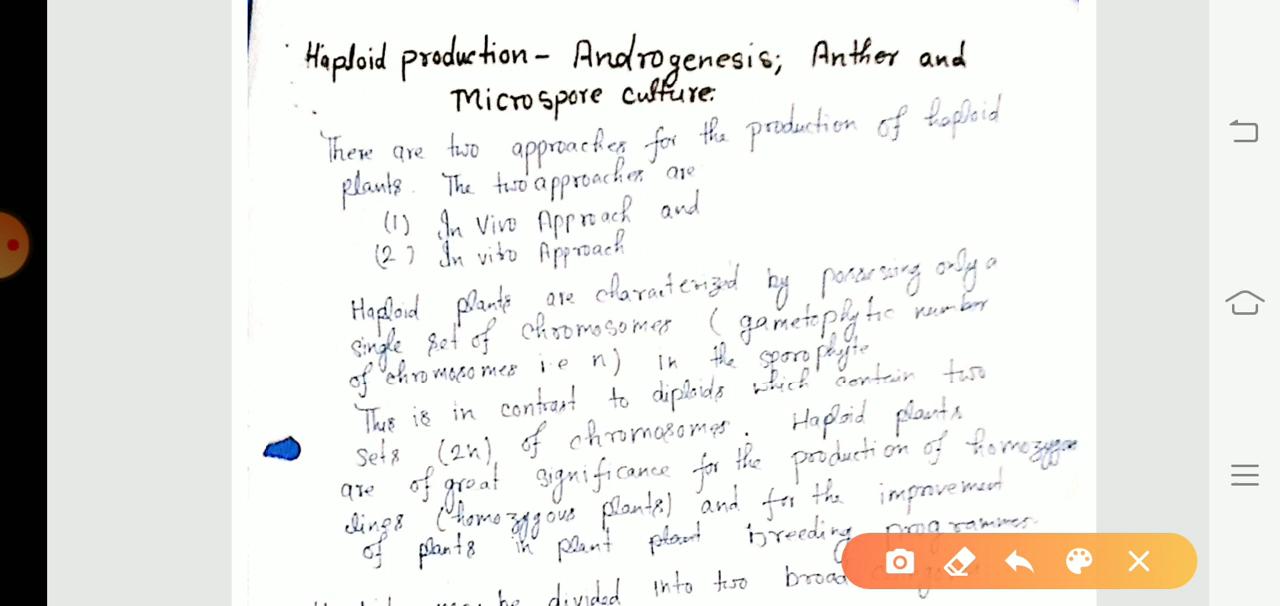 Haploid production - Androgenesis; Anther and
Microspore culture:
There are two approaches for the production of haploid
plants. The two approaches are
(1) In Vivo Approach and
(2) In vitro Approach
Haploid plants are characterized by possessing only a
single set of chromosomes (gametophytic number
of chromosomes i.e n) in the sporophyte
This is in contrast to diploids which contain two
sets (2n) of chromosomes. Haploid plants
are of great significance for the production of homozygous
lings (homozygous plants) and for the improvement
of plants in plant plant breeding programmes.
may be divided into two broad